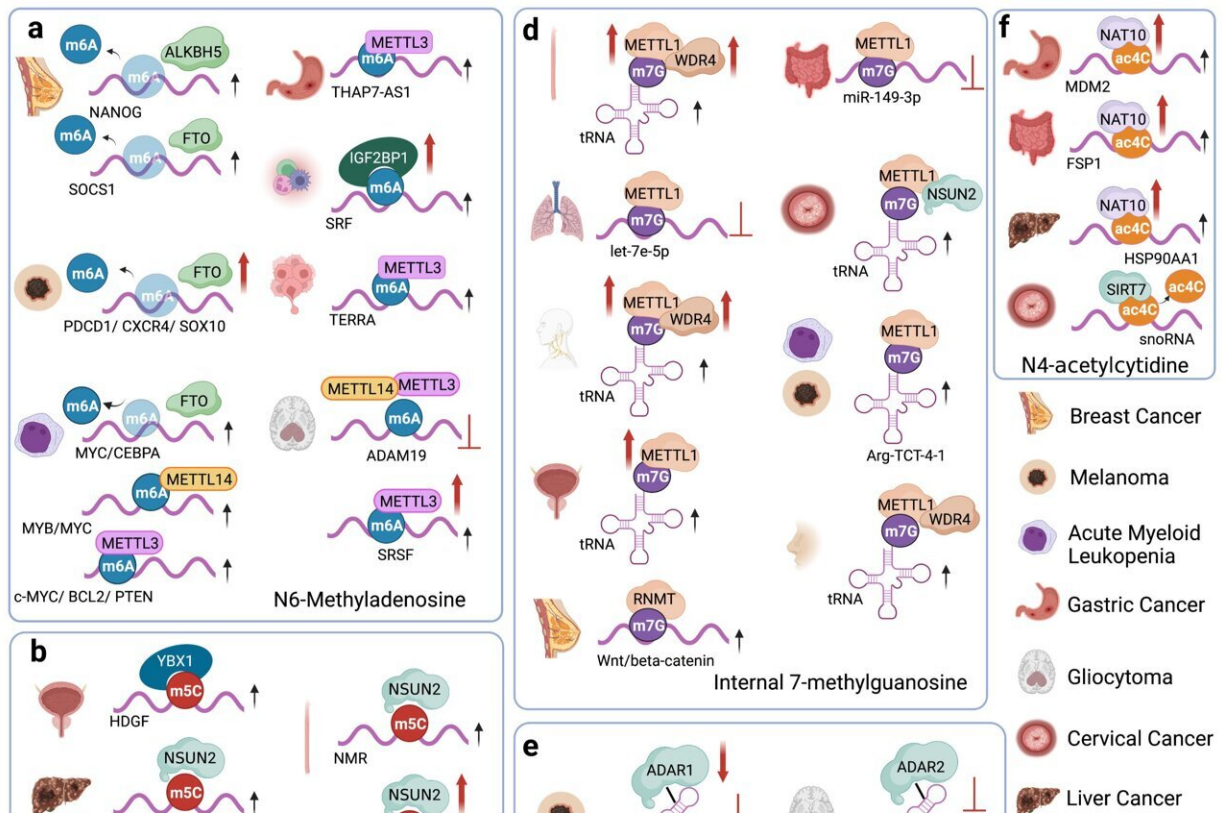 a
m6A
m6A
ALKBH5
NANOG
m6A
m6A
FTO
SOCS1
m6A
m6A
FTO
PDCD1/ CXCR4/ SOX10
m6A
m6A
FTO
MYC/CEBPA
m6A
METTL14
MYB/MYC
METTL3
m6A
c-MYC/ BCL2/ PTEN
METTL3
m6A
THAP7-AS1
IGF2BP1
m6A
SRF
METTL3
m6A
TERRA
METTL14
METTL3
m6A
ADAM19
METTL3
m6A
SRSF
N6-Methyladenosine
b
YBX1
m5C
HDGF
NSUN2
m5C
NSUN2
m5C
NMR
NSUN2
d
METTL1
WDR4
m7G
tRNA
METTL1
m7G
let-7e-5p
METTL1
WDR4
m7G
tRNA
METTL1
m7G
tRNA
RNMT
m7G
Wnt/beta-catenin
METTL1
m7G
miR-149-3p
METTL1
NSUN2
m7G
tRNA
METTL1
m7G
Arg-TCT-4-1
METTL1
WDR4
m7G
tRNA
Internal 7-methylguanosine
e
ADAR1
ADAR2
f
NAT10
ac4C
MDM2
NAT10
ac4C
FSP1
NAT10
ac4C
HSP90AA1
SIRT7
ac4C
ac4C
snoRNA
N4-acetylcytidine
Breast Cancer
Melanoma
Acute Myeloid
Leukopenia
Gastric Cancer
Gliocytoma
Cervical Cancer
Liver Cancer